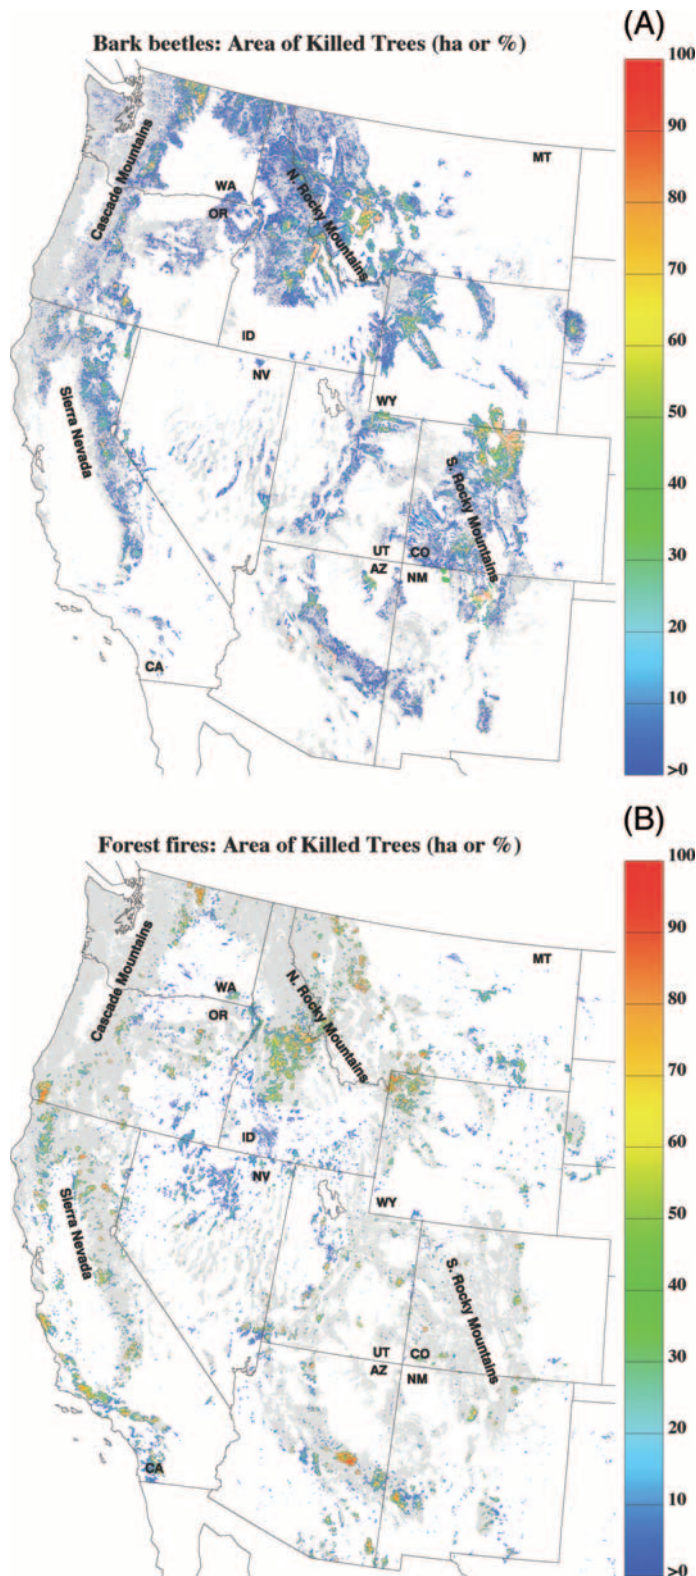 (A)
Bark beetles: Area of Killed Trees (ha or %)
100
90
80
70
60
50
40
30
20
10
>0
Cascade Mountains
WA
OR
N. Rocky Mountains
MT
ID
NV
WY
Sierra Nevada
S. Rocky Mountains
UT
CO
AZ
NM
CA
(B)
Forest fires: Area of Killed Trees (ha or %)
100
90
80
70
60
50
40
30
20
10
>0
Cascade Mountains
WA
OR
N. Rocky Mountains
MT
ID
NV
WY
Sierra Nevada
S. Rocky Mountains
UT
CO
AZ
NM
CA